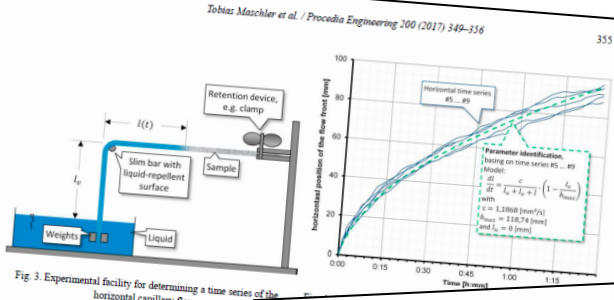 Tobias Maschler et al. / Procedia Engineering 200 (2017) 349–356
355
Retention device,
e.g. clamp
l(t)
Slim bar with
liquid-repellent
surface
Sample
lᵥ
Weights
Liquid
Fig. 3. Experimental facility for determining a time series of the
horizontal capillary
horizontal position of the flow front [mm]
100
80
60
40
20
0
Horizontal time series
#5 ... #9
Parameter identification,
basing on time series #5 ... #9
Model:
with
c = 1,1868 [mm²/s]
hₘₐₓ = 118,74 [mm]
0:00
0:15
0:30
0:45
1:00
1:15
Time [h:mm]